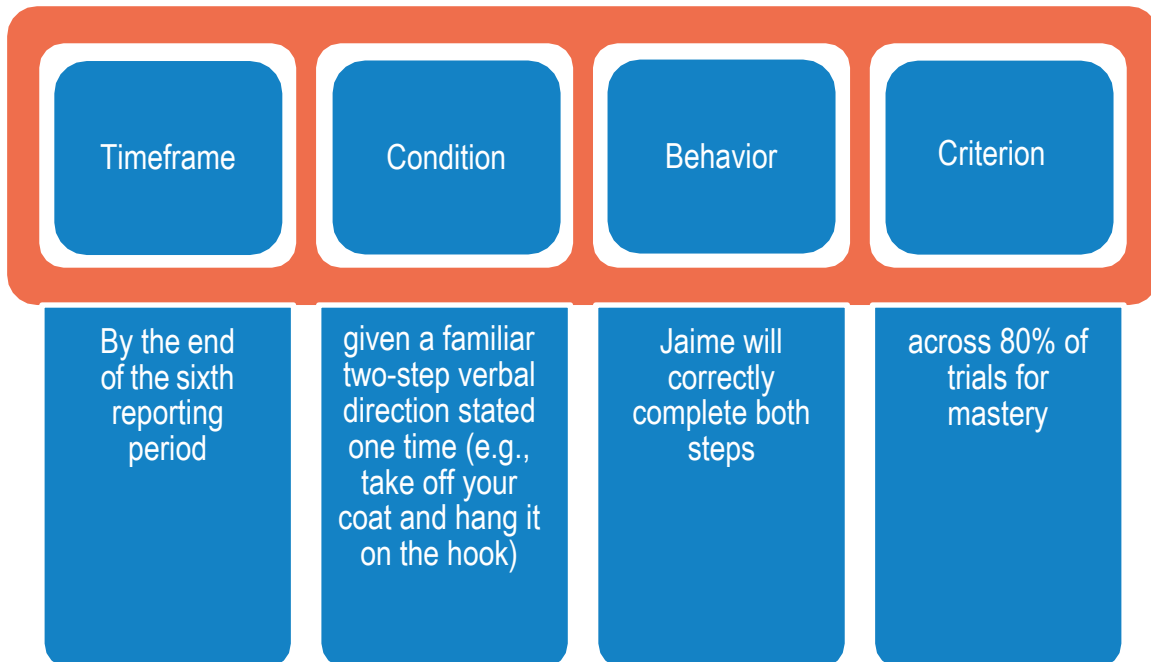 Timeframe
Condition
Behavior
Criterion
By the end
of the sixth
reporting
period
given a familiar
two-step verbal
direction stated
one time (e.g.,
take off your
coat and hang it
on the hook)
Jaime will
correctly
complete both
steps
across 80% of
trials for
mastery